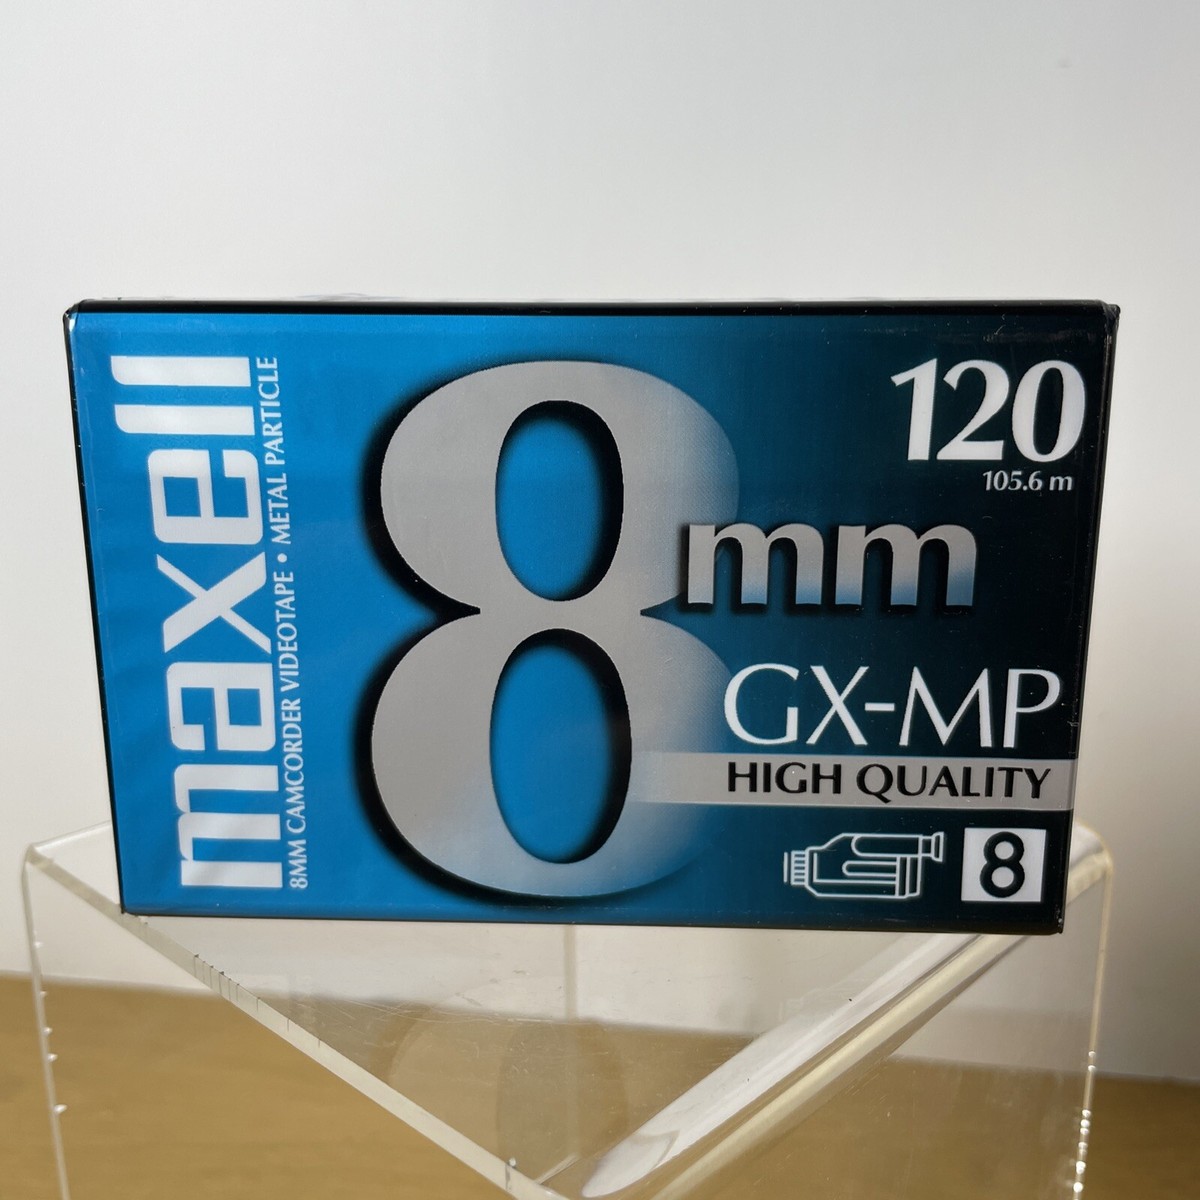 maxell
8MM CAMCORDER VIDEOTAPE • METAL PARTICLE
8
mm
120
105.6 m
GX-MP
HIGH QUALITY
8